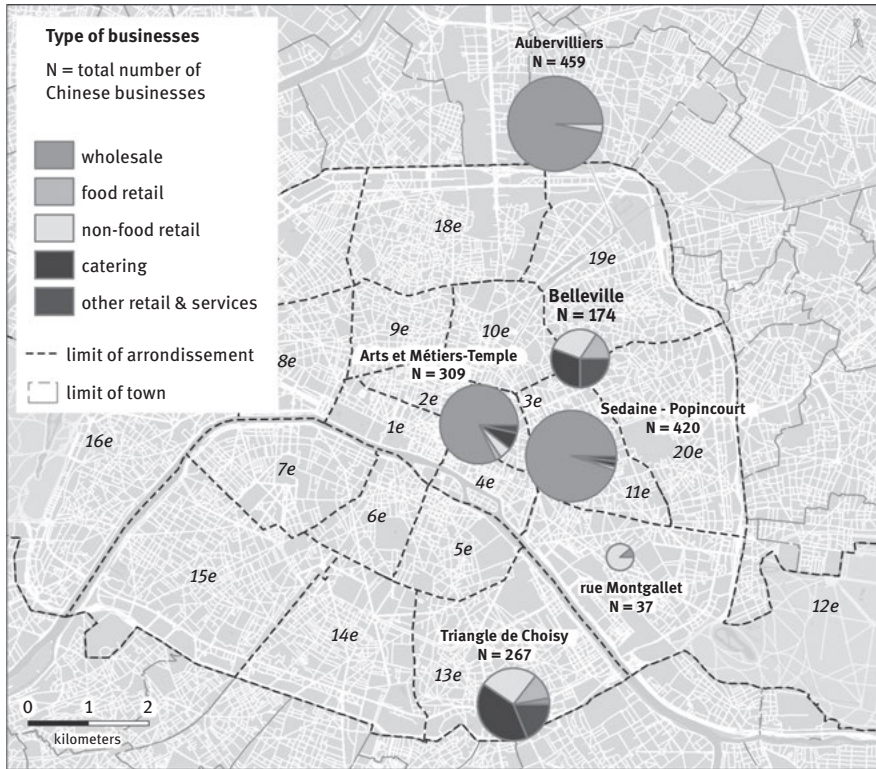 Type of businesses
N = total number of
Chinese businesses
wholesale
food retail
non-food retail
catering
other retail & services
limit of arrondissement
limit of town
Aubervilliers
N = 459
18e
19e
Belleville
N = 174
9e
10e
8e
Arts et Métiers-Temple
N = 309
2e
3e
Sedaine - Popincourt
N = 420
1e
16e
20e
7e
4e
11e
6e
5e
15e
rue Montgallet
N = 37
12e
14e
Triangle de Choisy
N = 267
13e
0 1 2
kilometers